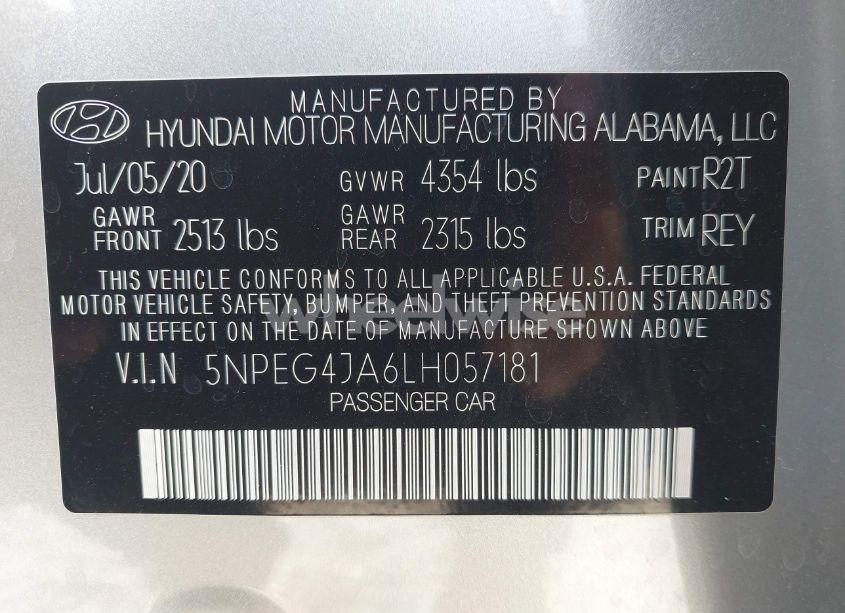 MANUFACTURED BY
HYUNDAI MOTOR MANUFACTURING ALABAMA, LLC
Jul/05/20 GVWR 4354 lbs PAINT R2T
GAWR FRONT 2513 lbs GAWR REAR 2315 lbs TRIM REY
THIS VEHICLE CONFORMS TO ALL APPLICABLE U.S.A. FEDERAL
MOTOR VEHICLE SAFETY, BUMPER, AND THEFT PREVENTION STANDARDS
IN EFFECT ON THE DATE OF MANUFACTURE SHOWN ABOVE
wheelwise
V.I.N 5NPEG4JA6LH057181
PASSENGER CAR